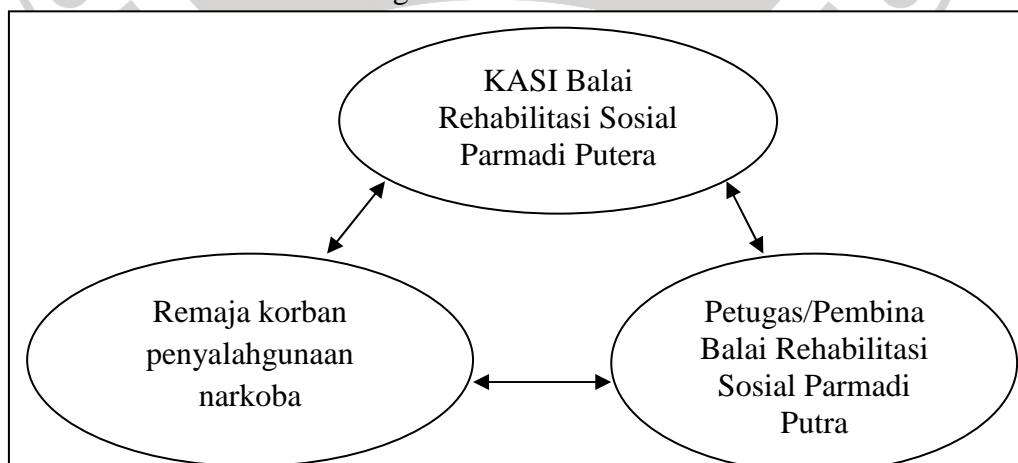 KASI Balai
Rehabilitasi Sosial
Parmadi Putera
Remaja korban
penyalahgunaan
narkoba
Petugas/Pembina
Balai Rehabilitasi
Sosial Parmadi
Putra